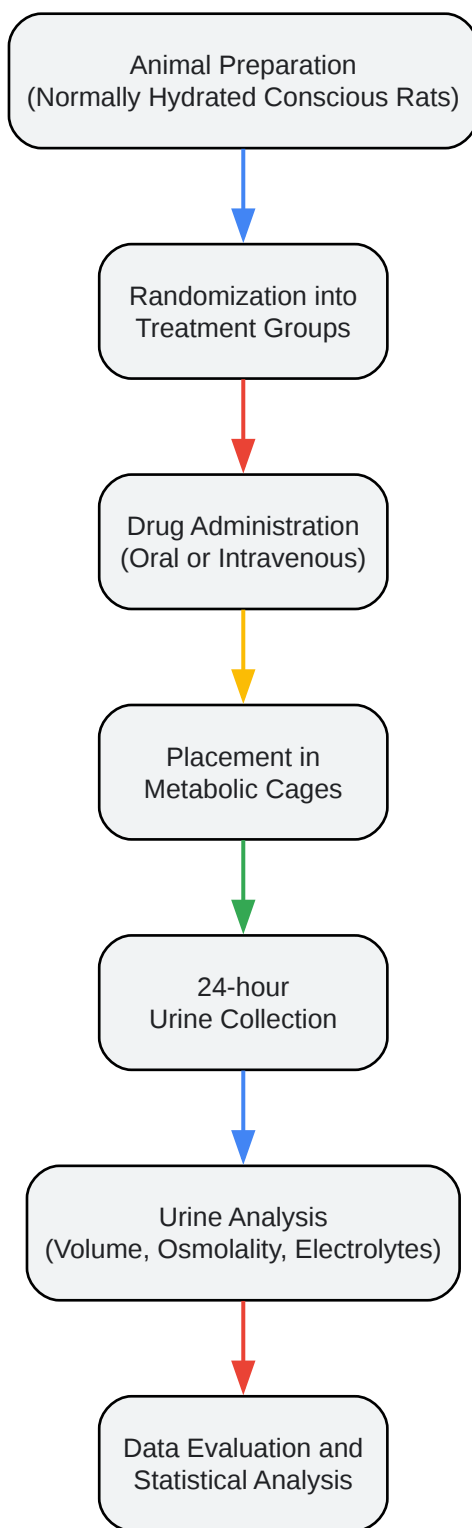 Animal Preparation
(Normally Hydrated Conscious Rats)
Randomization into
Treatment Groups
Drug Administration
(Oral or Intravenous)
Placement in
Metabolic Cages
24-hour
Urine Collection
Urine Analysis
(Volume, Osmolality, Electrolytes)
Data Evaluation and
Statistical Analysis